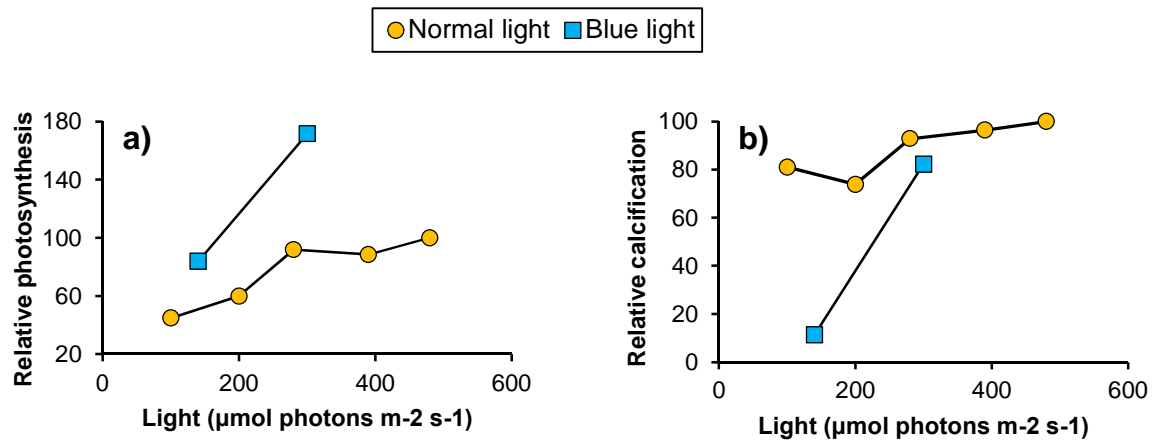 Normal light Blue light
a)
Relative photosynthesis
180
140
100
60
20
0 200 400 600
Light (µmol photons m-2 s-1)
b)
Relative calcification
100
80
60
40
20
0
0 200 400 600
Light (µmol photons m-2 s-1)